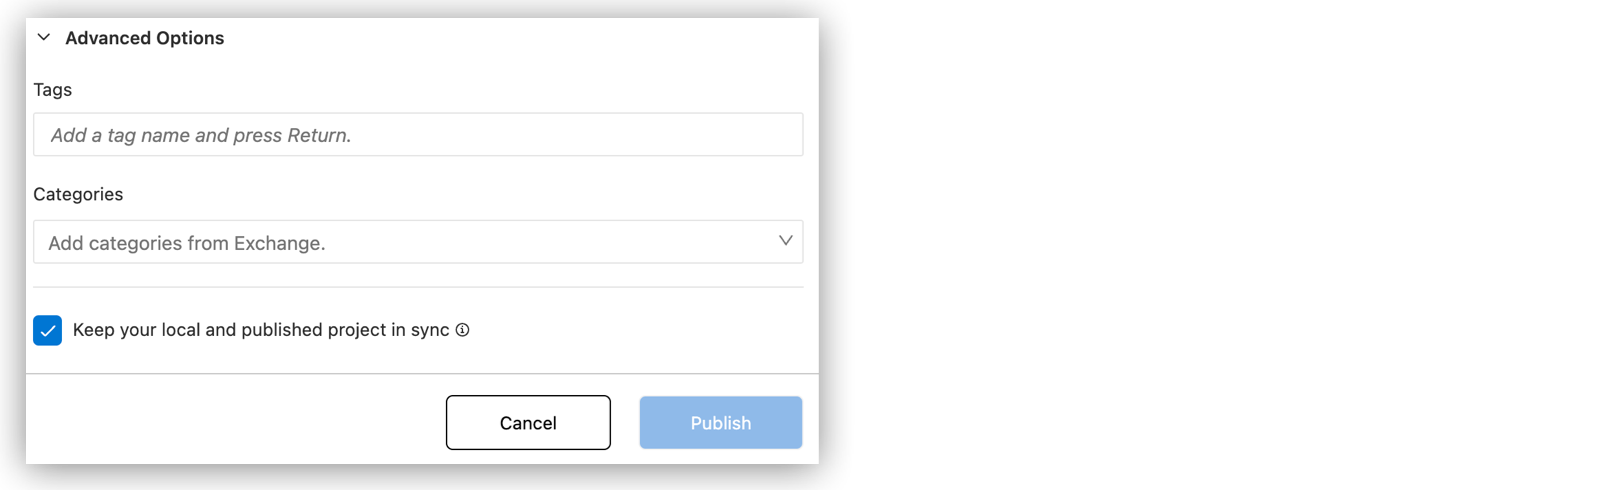 Advanced Options
Tags
Add a tag name and press Return.
Categories
Add categories from Exchange.
Keep your local and published project in sync
Cancel
Publish